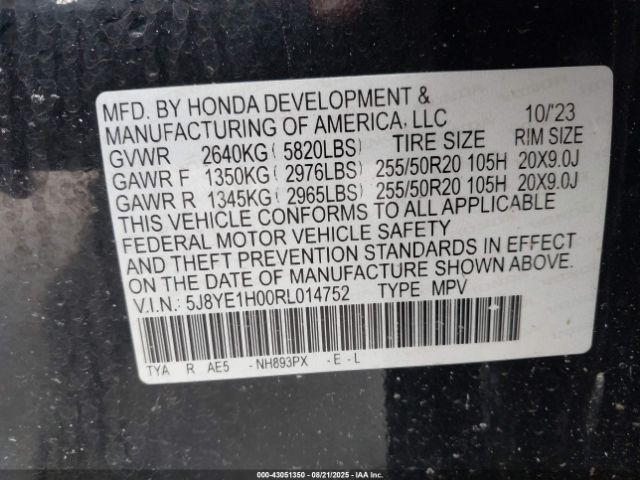 MFD. BY HONDA DEVELOPMENT &
MANUFACTURING OF AMERICA, LLC 10/'23
GVWR 2640KG ( 5820LBS) TIRE SIZE RIM SIZE
GAWR F 1350KG ( 2976LBS) 255/50R20 105H 20X9.0J
GAWR R 1345KG ( 2965LBS) 255/50R20 105H 20X9.0J
THIS VEHICLE CONFORMS TO ALL APPLICABLE
FEDERAL MOTOR VEHICLE SAFETY
AND THEFT PREVENTION STANDARDS IN EFFECT
ON THE DATE OF MANUFACTURE SHOWN ABOVE.
V.I.N.: 5J8YE1H00RL014752 TYPE MPV
TYA R AE5 -NH893PX -E-L
000-43051350 - 08/21/2025 - IAA Inc.